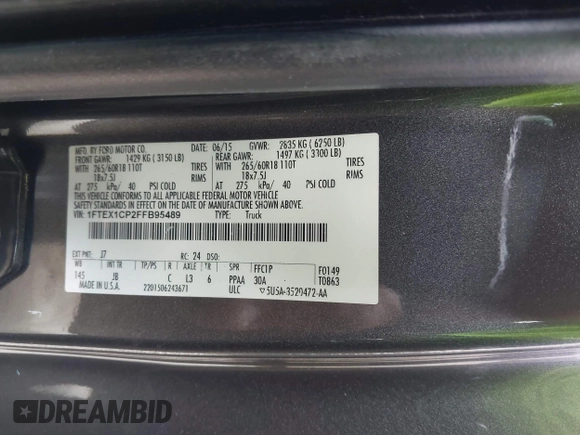 MFD. BY FORD MOTOR CO. DATE: 06/15 GVWR: 2635 KG ( 6250 LB)
FRONT GAWR: 1429 KG ( 3150 LB) REAR GAWR: 1497 KG ( 3300 LB)
265/60R18 110T TIRES 265/60R18 110T TIRES
18x7.5J RIMS 18x7.5J RIMS
AT 275 kPa/ 40 PSI COLD AT 275 kPa/ 40 PSI COLD
THIS VEHICLE CONFORMS TO ALL APPLICABLE FEDERAL MOTOR VEHICLE
SAFETY STANDARDS IN EFFECT ON THE DATE OF MANUFACTURE SHOWN ABOVE.
VIN: 1FTEX1CP2FFB95489 TYPE: Truck
EXT PNT: J7 RC: 24 DSO:
WB INT TR TP/PS R AXLE TR SPR FFC1P F0149
145 JB C L3 6 PPAA 30A T0863
MADE IN U.S.A. 2201506243671 ULC 5U5A-3520472-AA
DREAMBID